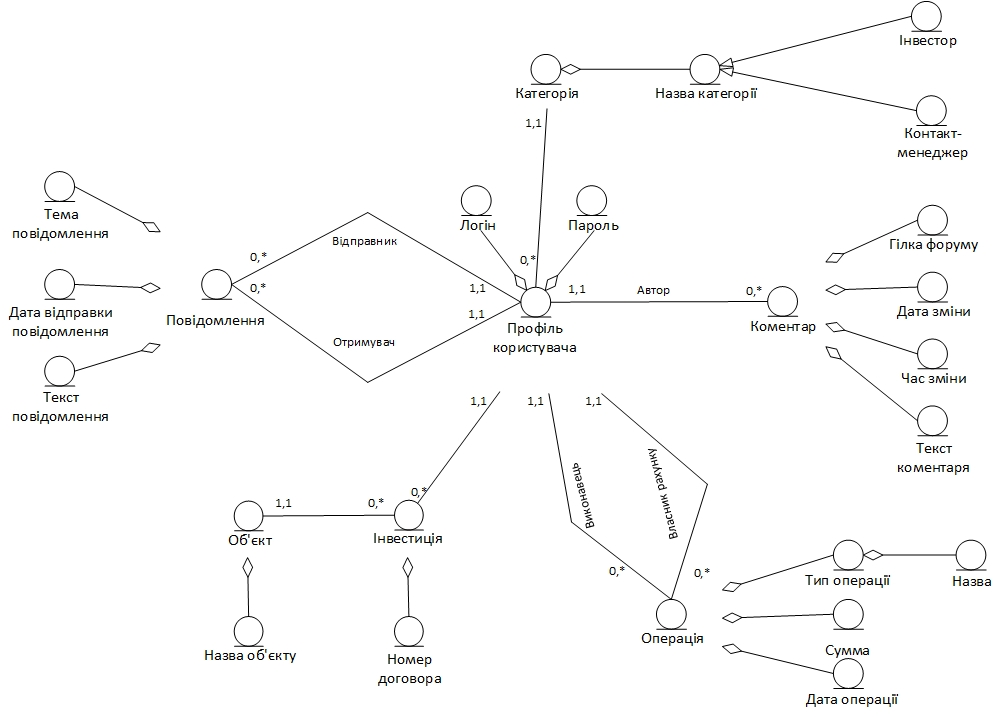 Інвестор
Категорія
Назва категорії
1,1
Контакт-
менеджер
Тема
повідомлення
Логін
Пароль
Гілка форуму
Відправник
0,*
0,*
0,*
1,1
1,1
Автор
0,*
Дата відправки
повідомлення
Повідомлення
1,1
Профіль
користувача
Коментар
Дата зміни
Отримувач
Час зміни
Текст
повідомлення
1,1
1,1
1,1
Текст
коментаря
Виконавець
Власник рахунку
1,1
0,*
0,*
Об'єкт
Інвестиція
0,*
0,*
Тип операції
Назва
Операція
Назва об'єкту
Номер
договора
Сумма
Дата операції